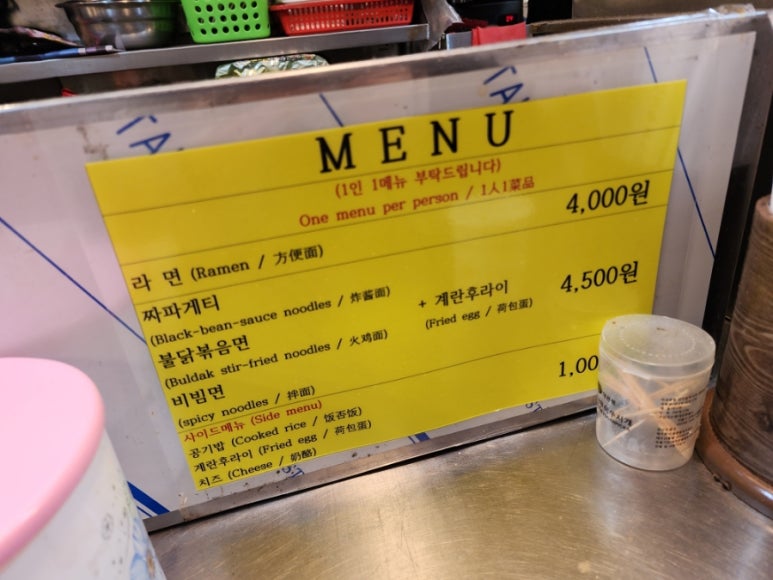 MENU
(1인 1메뉴 부탁드립니다)
One menu per person / 1人1菜品
라 면 (Ramen / 方便面) 4,000원
짜파게티
(Black-bean-sauce noodles / 炸酱面)
불닭볶음면 + 계란후라이 4,500원
(Buldak stir-fried noodles / 火鸡面) (Fried egg / 荷包蛋)
비빔면
(spicy noodles / 拌面)
사이드메뉴 (Side menu)
공기밥 (Cooked rice / 饭否饭) 1,00
계란후라이 (Fried egg / 荷包蛋)
치즈 (Cheese / 奶酪)